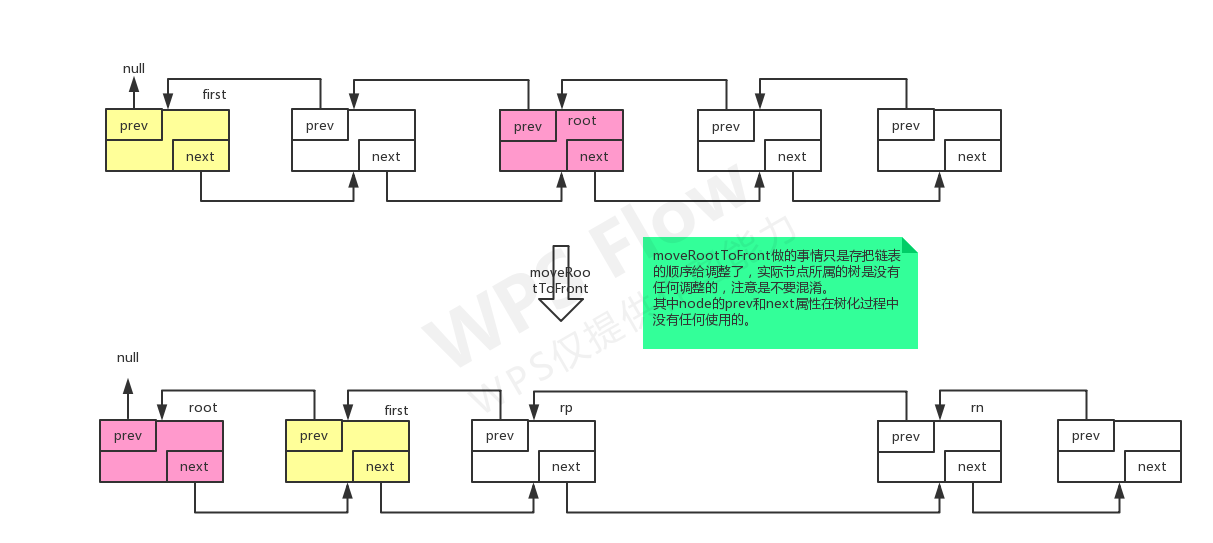 null
first
prev
next
prev
next
prev
root
next
prev
next
prev
next
moveRoo
tToFront
moveRootToFront做的事情只是存把链表
的顺序给调整了，实际节点所属的树是没有
任何调整的，注意是不要混淆。
其中node的prev和next属性在树化过程中
没有任何使用的。
WPS Flow
WPS仅提供
能力
null
root
first
rp
rn
prev
next
prev
next
prev
next
prev
next
prev
next